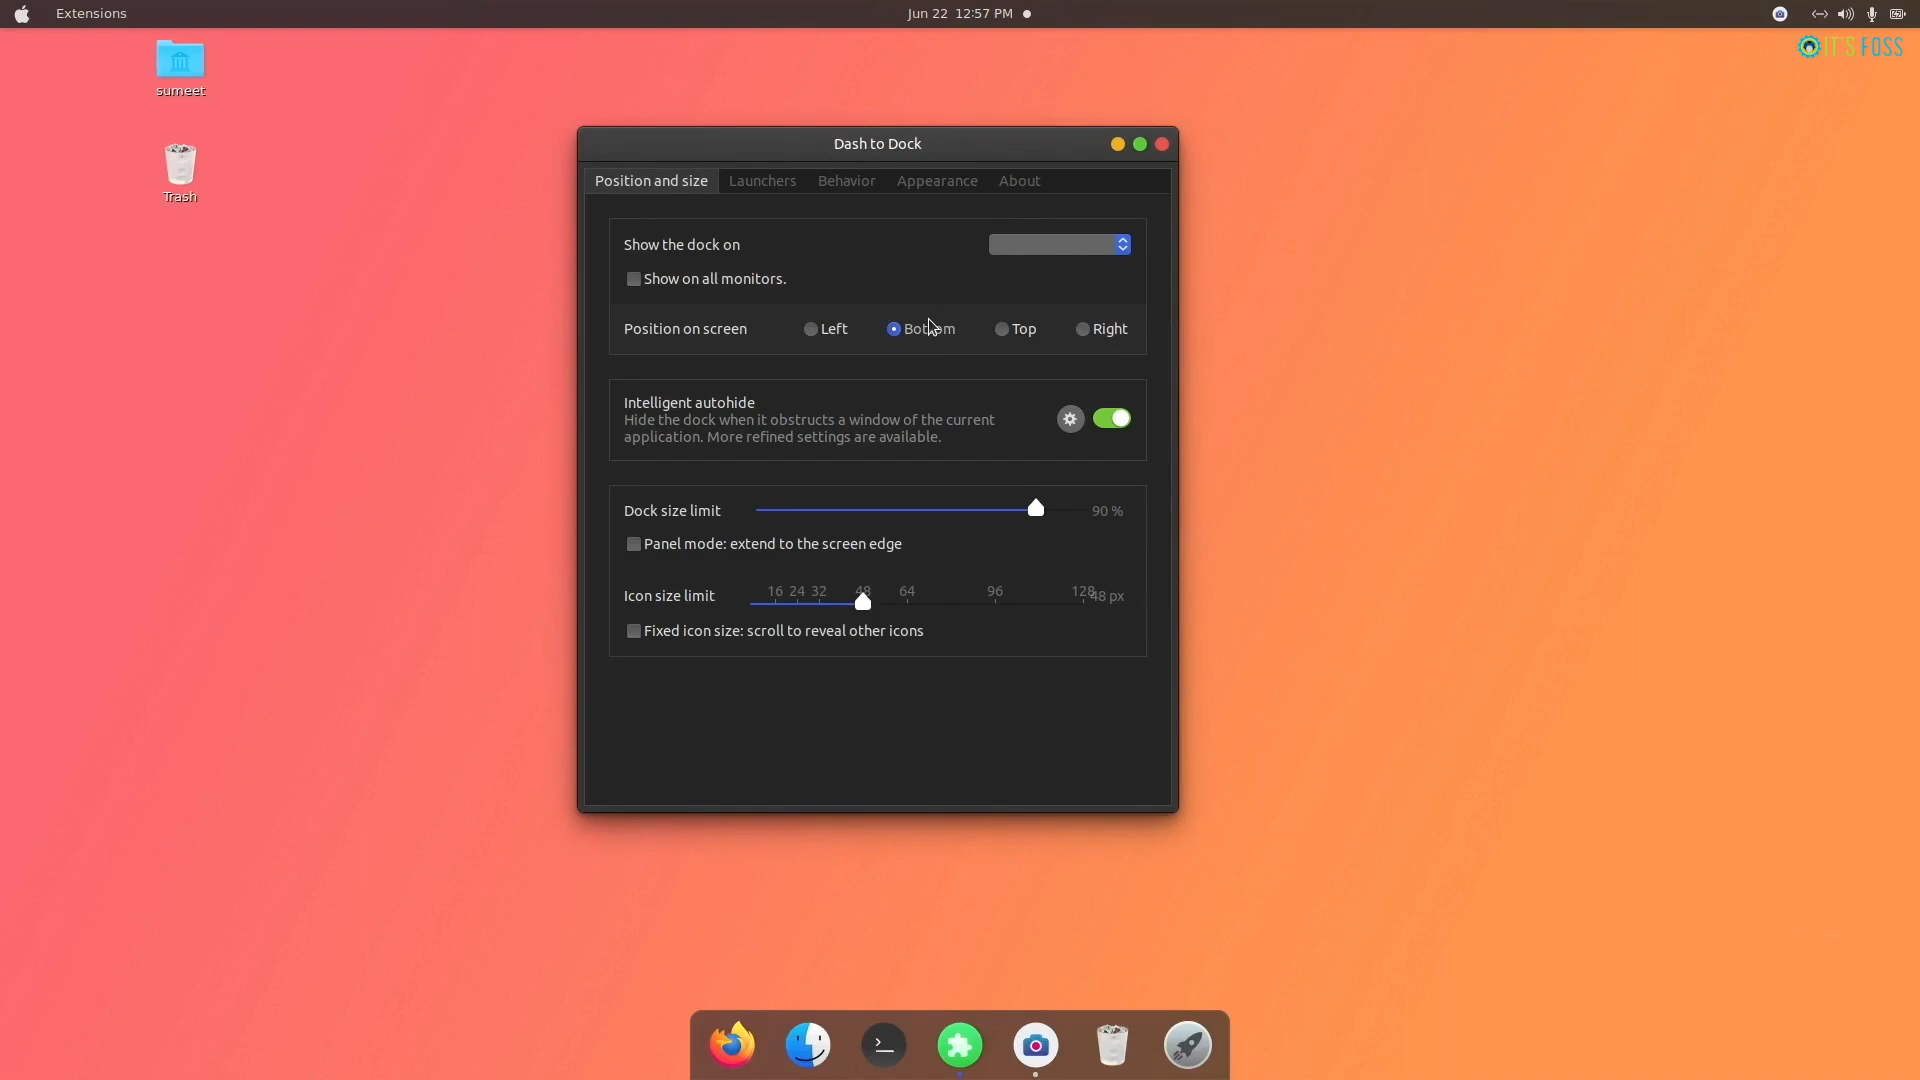 Extensions
Jun 22 12:57 PM
IT'S FOSS
sumeet
Trash
Dash to Dock
Position and size Launchers Behavior Appearance About
Show the dock on
Show on all monitors.
Position on screen Left Bottom Top Right
Intelligent autohide
Hide the dock when it obstructs a window of the current
application. More refined settings are available.
Dock size limit 90 %
Panel mode: extend to the screen edge
16 24 32 48 64 96 128
Icon size limit 48 px
Fixed icon size: scroll to reveal other icons